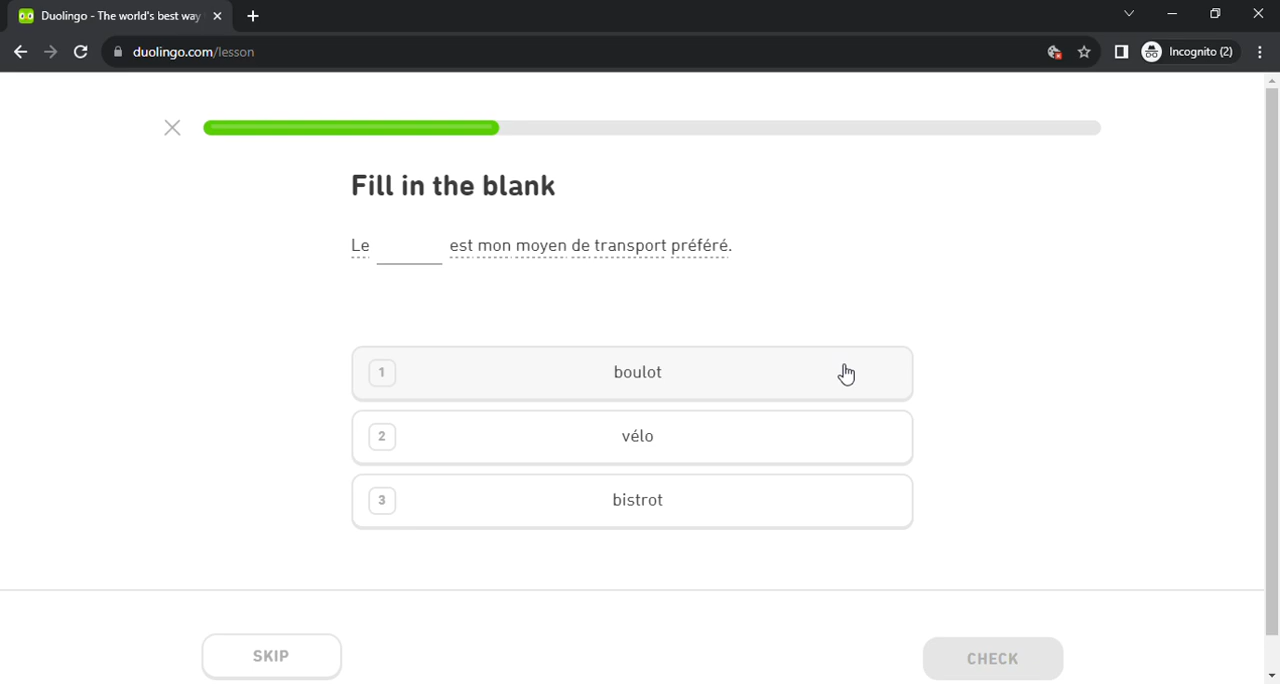 Duolingo - The world's best way
duolingo.com/lesson
Incognito (2)
Fill in the blank
Le ______ est mon moyen de transport préféré.
1 boulot
2 vélo
3 bistrot
SKIP
CHECK